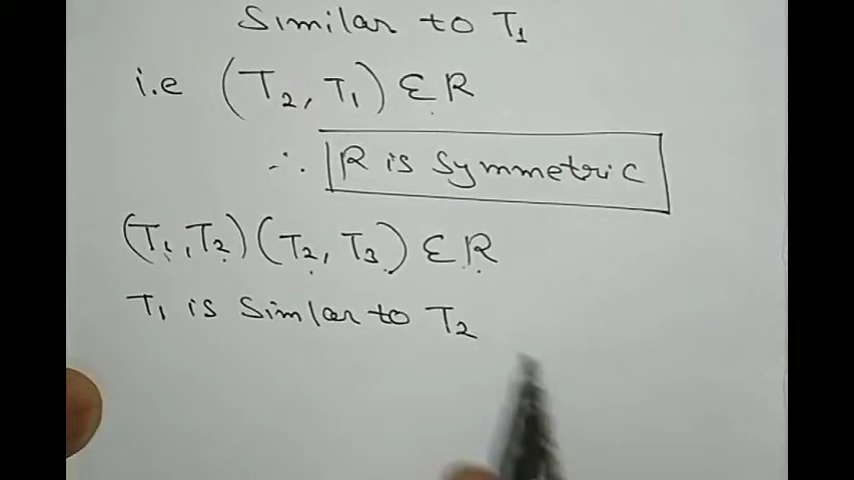 Similar to T₁
i.e (T₂, T₁) ∈ R
∴ R is symmetric
(T₁, T₂) (T₂, T₃) ∈ R
T₁ is similar to T₂